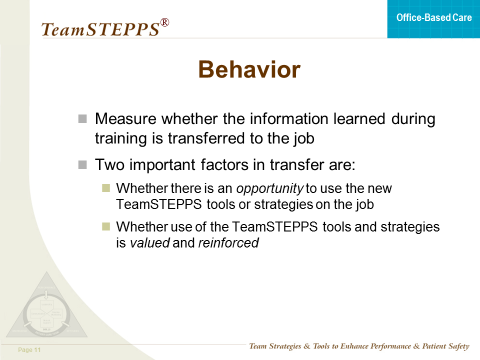 TeamSTEPPS®
Office-Based Care
Behavior
Measure whether the information learned during
training is transferred to the job
Two important factors in transfer are:
Whether there is an opportunity to use the new
TeamSTEPPS tools or strategies on the job
Whether use of the TeamSTEPPS tools and strategies
is valued and reinforced
Page 11
Team Strategies & Tools to Enhance Performance & Patient Safety